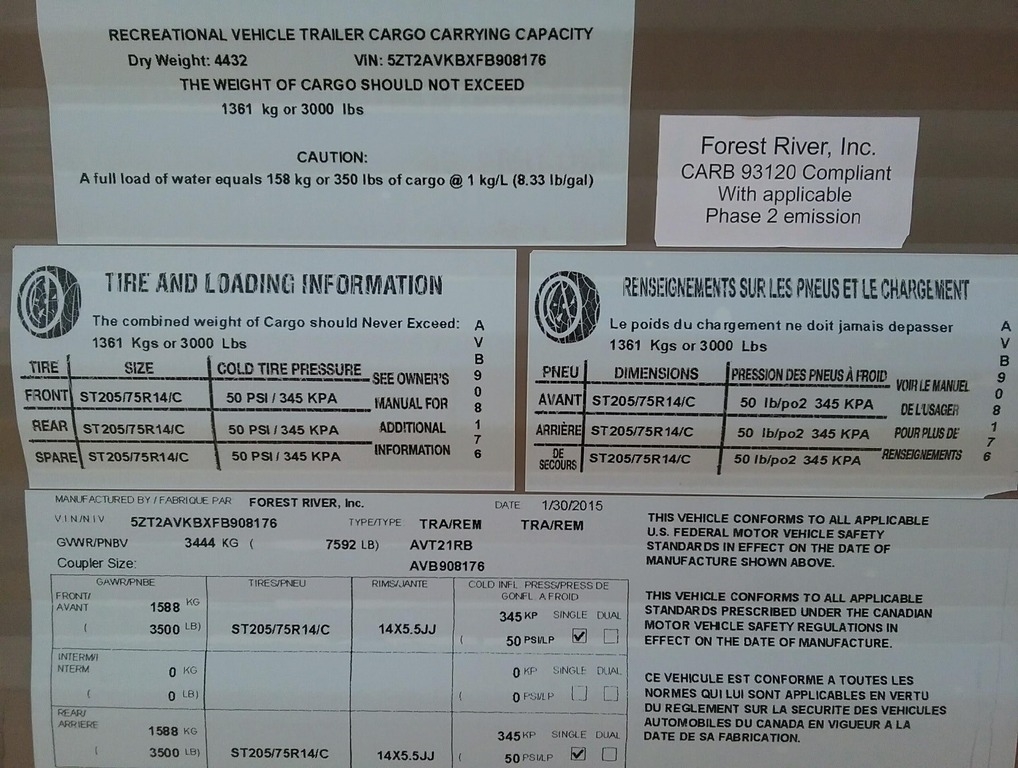 RECREATIONAL VEHICLE TRAILER CARGO CARRYING CAPACITY
Dry Weight: 4432 VIN: 5ZT2AVKBXFB908176
THE WEIGHT OF CARGO SHOULD NOT EXCEED
1361 kg or 3000 lbs
CAUTION:
A full load of water equals 158 kg or 350 lbs of cargo @ 1 kg/L (8.33 lb/gal)
Forest River, Inc.
CARB 93120 Compliant
With applicable
Phase 2 emission
TIRE AND LOADING INFORMATION
The combined weight of Cargo should Never Exceed:
1361 Kgs or 3000 Lbs
TIRE SIZE COLD TIRE PRESSURE
FRONT ST205/75R14/C 50 PSI / 345 KPA
REAR ST205/75R14/C 50 PSI / 345 KPA
SPARE ST205/75R14/C 50 PSI / 345 KPA
SEE OWNER'S
MANUAL FOR
ADDITIONAL
INFORMATION
AVB908176
RENSEIGNEMENTS SUR LES PNEUS ET LE CHARGEMENT
Le poids du chargement ne doit jamais depasser
1361 Kgs or 3000 Lbs
PNEU DIMENSIONS PRESSION DES PNEUS À FROID
AVANT ST205/75R14/C 50 lb/po2 345 KPA
ARRIÈRE ST205/75R14/C 50 lb/po2 345 KPA
DE SECOURS ST205/75R14/C 50 lb/po2 345 KPA
VOIR LE MANUEL
DE L'USAGER
POUR PLUS DE
RENSEIGNEMENTS
AVB908176
MANUFACTURED BY / FABRIQUE PAR FOREST RIVER, Inc. DATE 1/30/2015
VIN/NIV 5ZT2AVKBXFB908176 TYPE/TYPE TRA/REM TRA/REM
GVWR/PNBV 3444 KG ( 7592 LB) AVT21RB
Coupler Size: AVB908176
GAWR/PNBE TIRES/PNEU RIMS/JANTE COLD INFL. PRESS/PRESS DE
GONFL A FROID
FRONT/
AVANT 1588 KG 345 KP SINGLE DUAL
( 3500 LB) ST205/75R14/C 14X5.5JJ ( 50 PSI/LP
INTERM/I
NTERM 0 KG 0 KP SINGLE DUAL
( 0 LB) ( 0 PSI/LP
REAR/
ARRIERE 1588 KG 345 KP SINGLE DUAL
( 3500 LB) ST205/75R14/C 14X5.5JJ ( 50 PSI/LP
THIS VEHICLE CONFORMS TO ALL APPLICABLE
U.S. FEDERAL MOTOR VEHICLE SAFETY
STANDARDS IN EFFECT ON THE DATE OF
MANUFACTURE SHOWN ABOVE.
THIS VEHICLE CONFORMS TO ALL APPLICABLE
STANDARDS PRESCRIBED UNDER THE CANADIAN
MOTOR VEHICLE SAFETY REGULATIONS IN
EFFECT ON THE DATE OF MANUFACTURE.
CE VEHICULE EST CONFORME A TOUTES LES
NORMES QUI LUI SONT APPLICABLES EN VERTU
DU REGLEMENT SUR LA SECURITE DES VEHICULES
AUTOMOBILES DU CANADA EN VIGUEUR A LA
DATE DE SA FABRICATION.